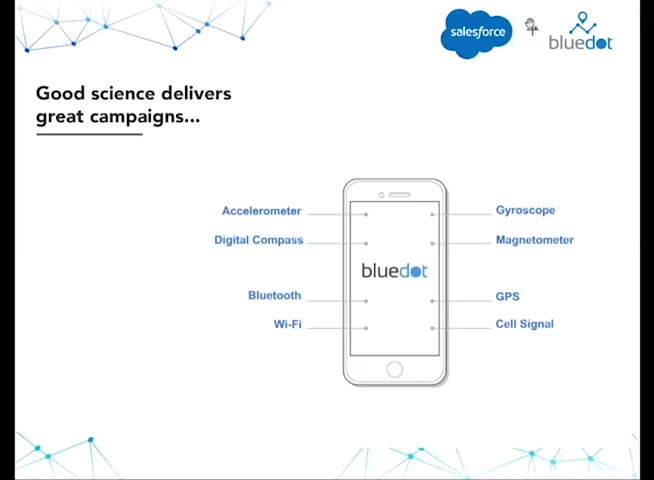 salesforce
bluedot
Good science delivers
great campaigns...
Accelerometer
Gyroscope
Digital Compass
Magnetometer
bluedot
Bluetooth
GPS
Wi-Fi
Cell Signal